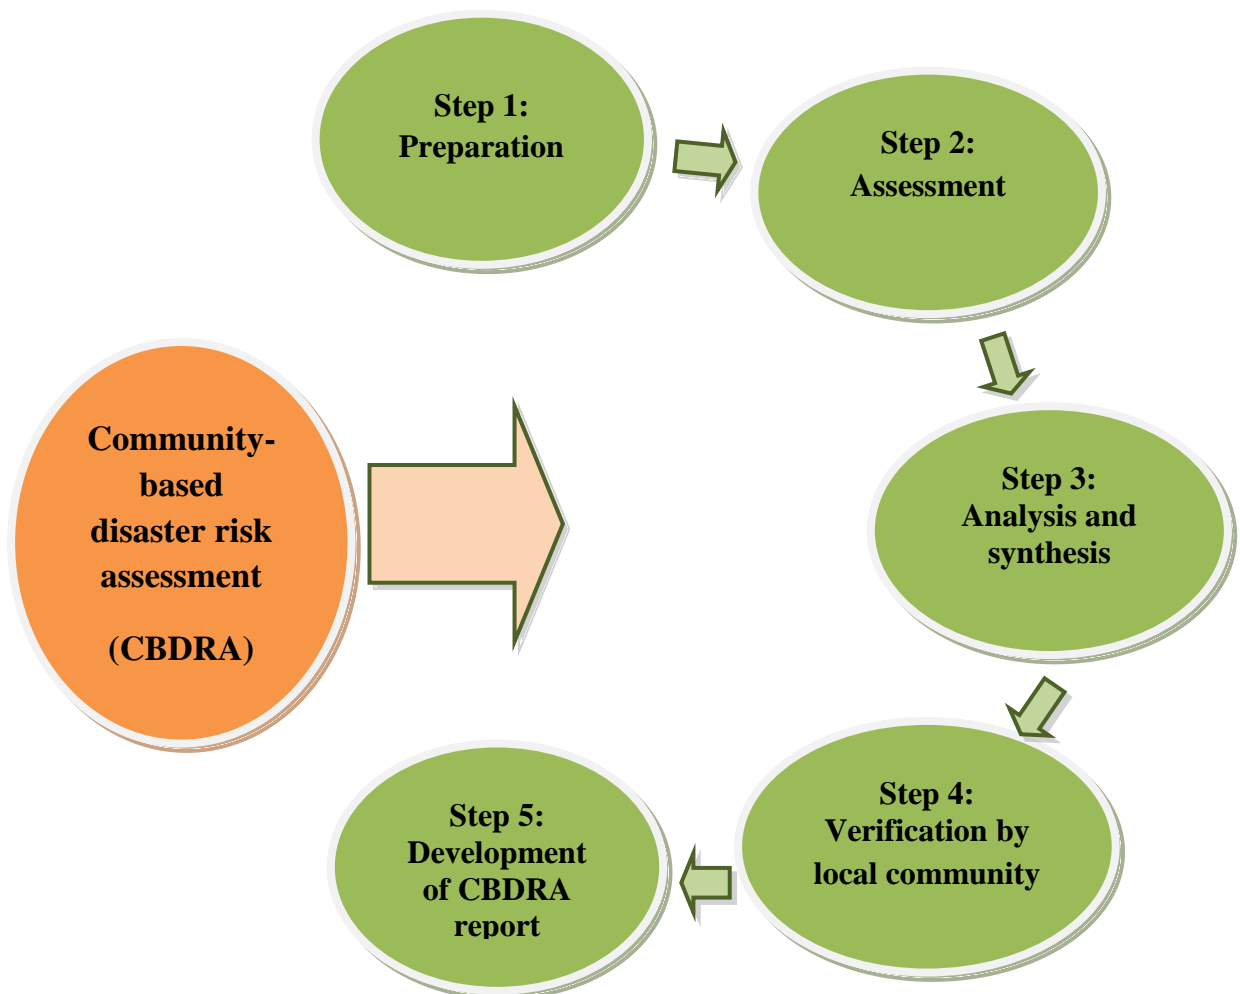 Step 1:
Preparation
Step 2:
Assessment
Community-
based
disaster risk
assessment
(CBDRA)
Step 3:
Analysis and
synthesis
Step 4:
Verification by
local community
Step 5:
Development
of CBDRA
report